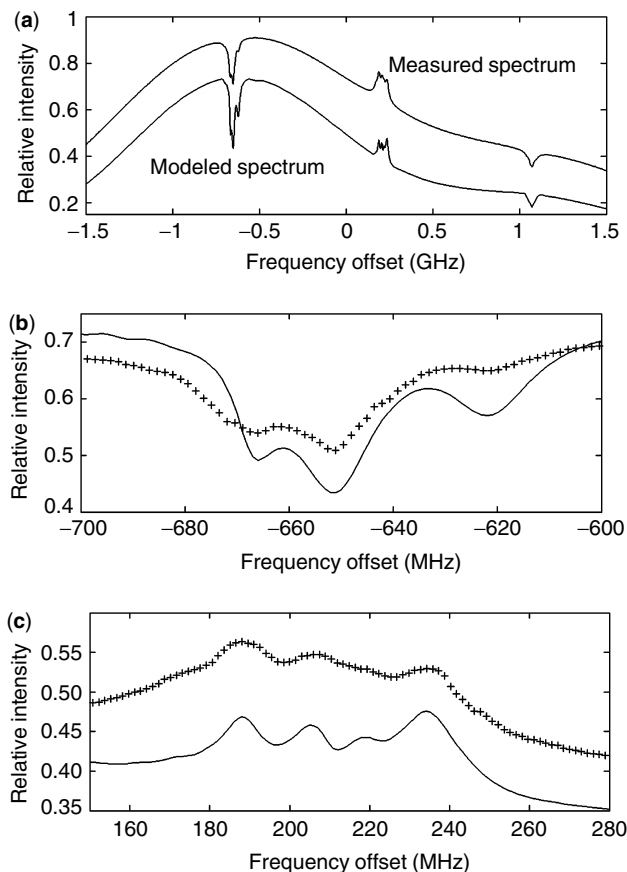 (a)
1
0.8
0.6
0.4
0.2
Relative intensity
Measured spectrum
Modeled spectrum
−1.5 −1 −0.5 0 0.5 1 1.5
Frequency offset (GHz)
(b)
0.7
0.6
0.5
0.4
Relative intensity
−700 −680 −660 −640 −620 −600
Frequency offset (MHz)
(c)
0.55
0.50
0.45
0.40
0.35
Relative intensity
160 180 200 220 240 260 280
Frequency offset (MHz)